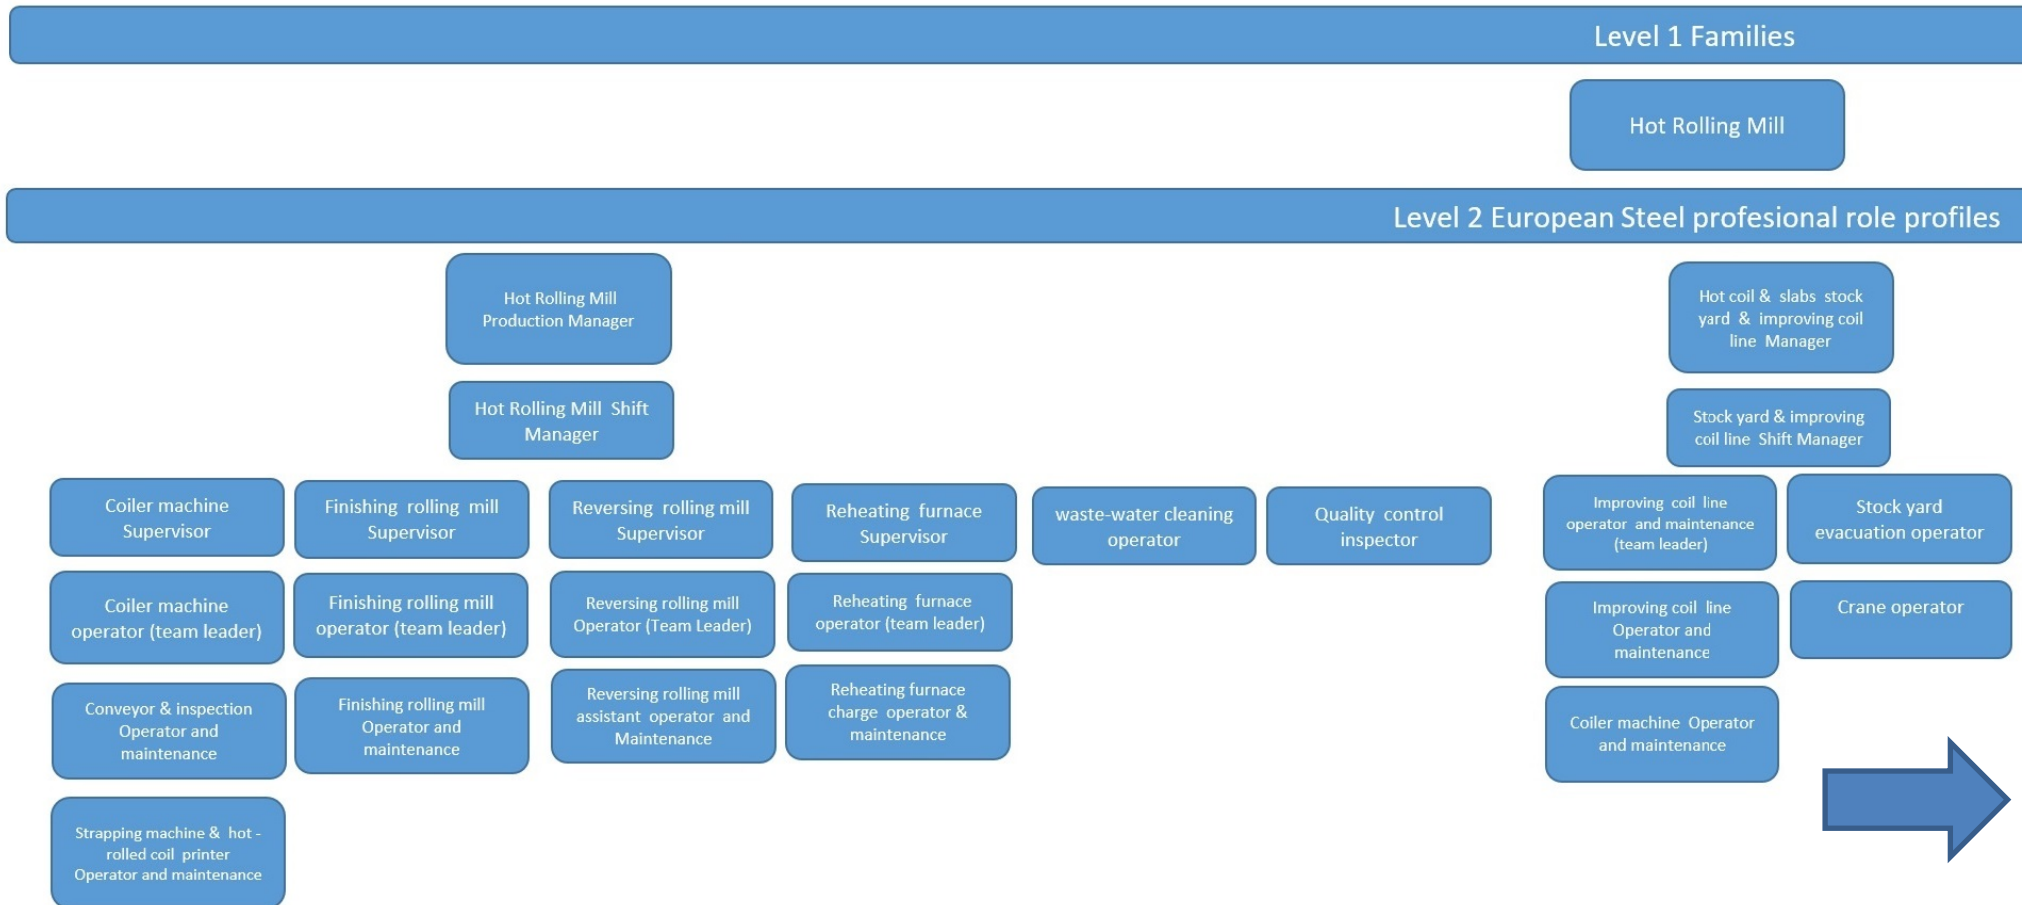 Level 1 Families
Hot Rolling Mill
Level 2 European Steel profesional role profiles
Hot Rolling Mill
Production Manager
Hot coil & slabs stock
yard & improving coil
line Manager
Hot Rolling Mill Shift
Manager
Stock yard & improving
coil line Shift Manager
Coiler machine
Supervisor
Finishing rolling mill
Supervisor
Reversing rolling mill
Supervisor
Reheating furnace
Supervisor
waste-water cleaning
operator
Quality control
inspector
Improving coil line
operator and maintenance
(team leader)
Stock yard
evacuation operator
Coiler machine
operator (team leader)
Finishing rolling mill
operator (team leader)
Reversing rolling mill
Operator (Team Leader)
Reheating furnace
operator (team leader)
Improving coil line
Operator and
maintenance
Crane operator
Conveyor & inspection
Operator and
maintenance
Finishing rolling mill
Operator and
maintenance
Reversing rolling mill
assistant operator and
Maintenance
Reheating furnace
charge operator &
maintenance
Coiler machine Operator
and maintenance
Strapping machine & hot -
rolled coil printer
Operator and maintenance